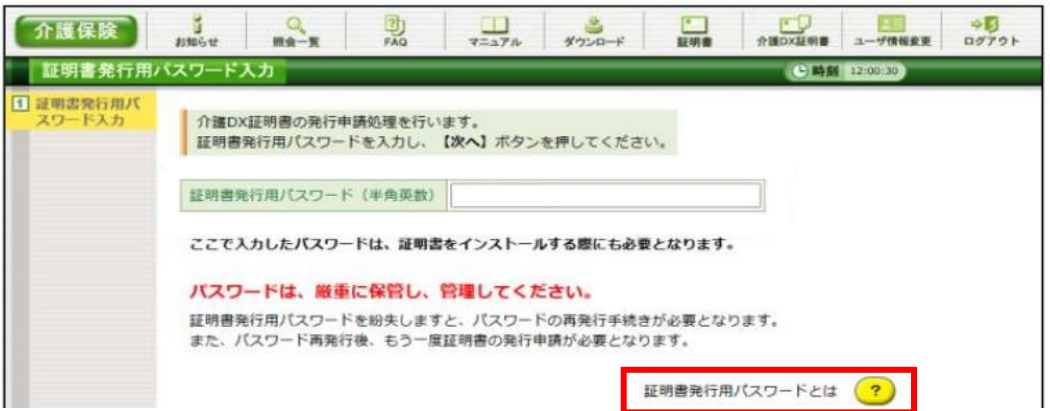 介護保険
お知らせ
照会一覧
FAQ
マニュアル
ダウンロード
証明書
介護DX証明書
ユーザ情報変更
ログアウト
証明書発行用パスワード入力
時刻 12:00:30
1 証明書発行用パ
スワード入力
介護DX証明書の発行申請処理を行います。
証明書発行用パスワードを入力し、【次へ】ボタンを押してください。
証明書発行用パスワード（半角英数）
ここで入力したパスワードは、証明書をインストールする際にも必要となります。
パスワードは、厳重に保管し、管理してください。
証明書発行用パスワードを紛失しますと、パスワードの再発行手続きが必要となります。
また、パスワード再発行後、もう一度証明書の発行申請が必要となります。
証明書発行用パスワードとは ?